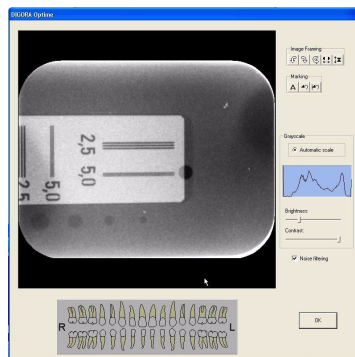 DIGORA Optime
Image Framing
Marking
A
Grayscale
Automatic scale
Brightness:
Contrast:
Noise filtering
OK
2,5
5,0
2,5
5,0
R
L